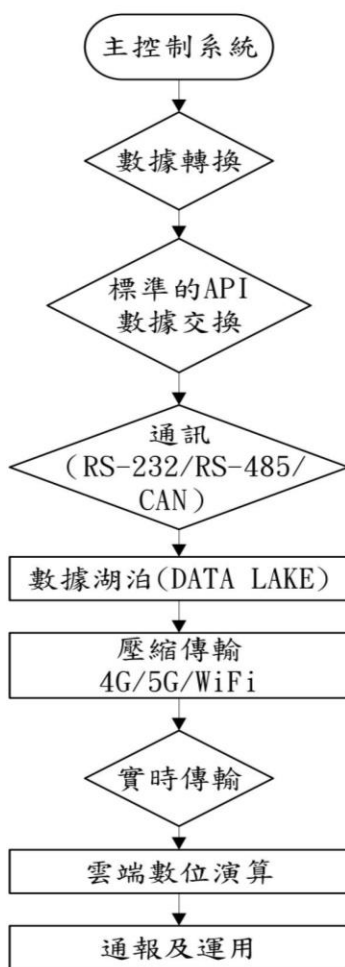 主控制系統
數據轉換
標準的API
數據交換
通訊
(RS-232/RS-485/
CAN)
數據湖泊(DATA LAKE)
壓縮傳輸
4G/5G/WiFi
實時傳輸
雲端數位演算
通報及運用